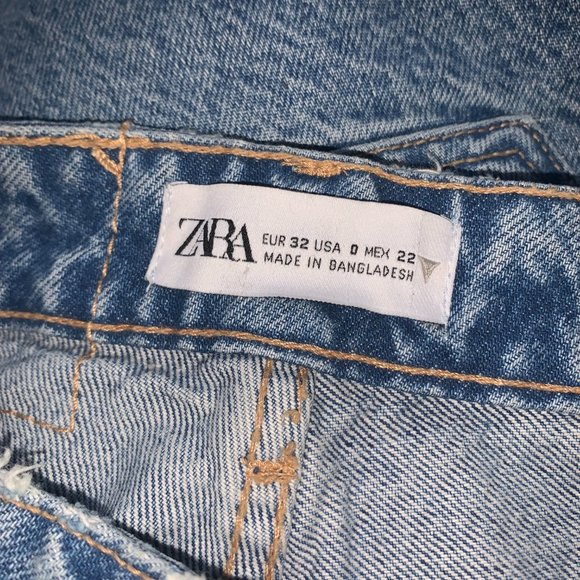 ZARA
EUR 32 USA 0 MEX 22
MADE IN BANGLADESH